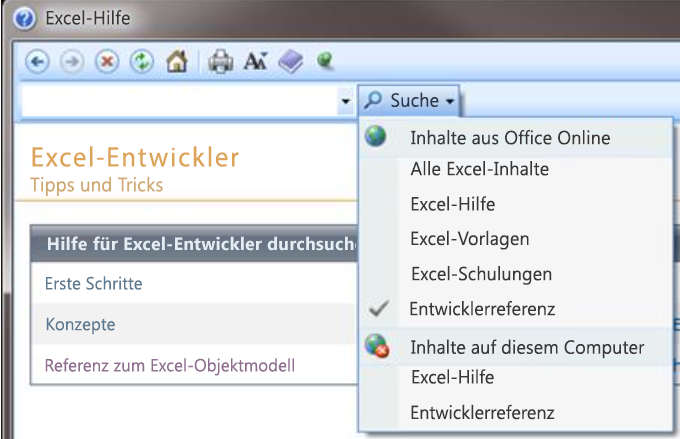 Excel-Hilfe
Suche
Inhalte aus Office Online
Alle Excel-Inhalte
Excel-Hilfe
Excel-Vorlagen
Excel-Schulungen
Entwicklerreferenz
Inhalte auf diesem Computer
Excel-Hilfe
Entwicklerreferenz
Excel-Entwickler
Tipps und Tricks
Hilfe für Excel-Entwickler
Erste Schritte
Konzepte
Referenz zum Excel-Objektmodell